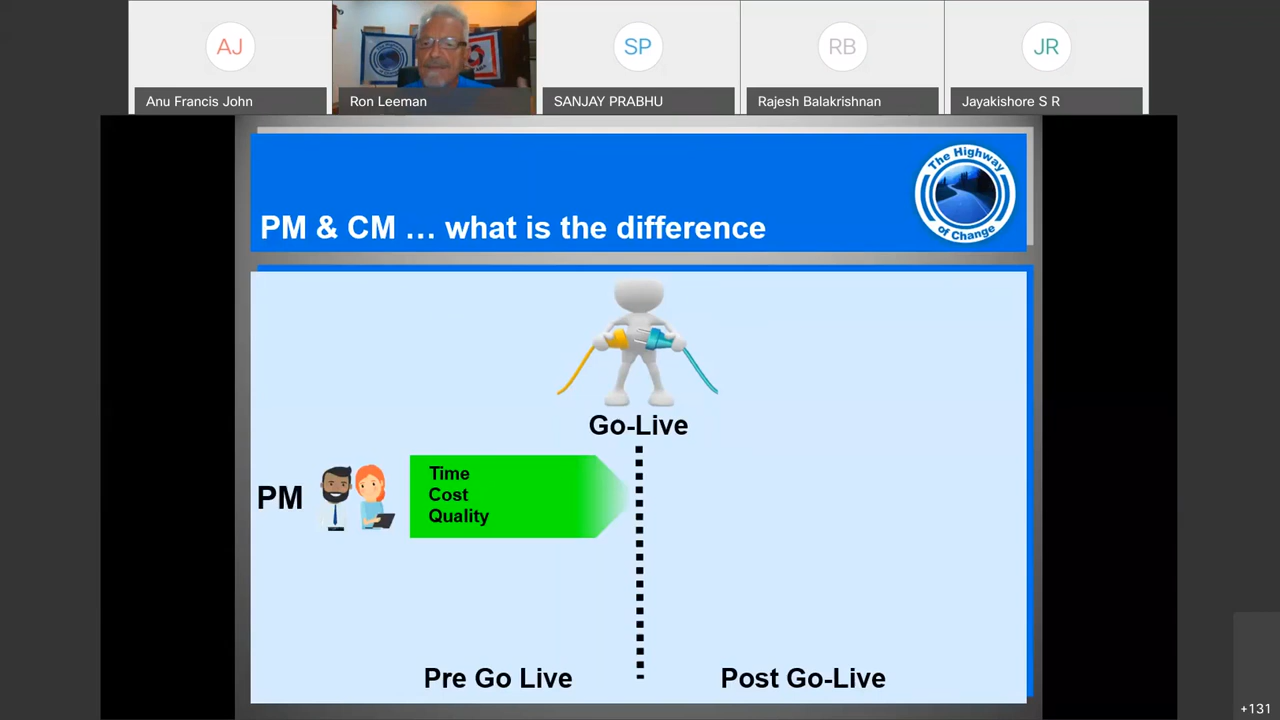 AJ
SP
RB
JR
Anu Francis John
Ron Leeman
SANJAY PRABHU
Rajesh Balakrishnan
Jayakishore S R
The Highway
of Change
PM & CM … what is the difference
Go-Live
PM
Time
Cost
Quality
Pre Go Live
Post Go-Live
+131